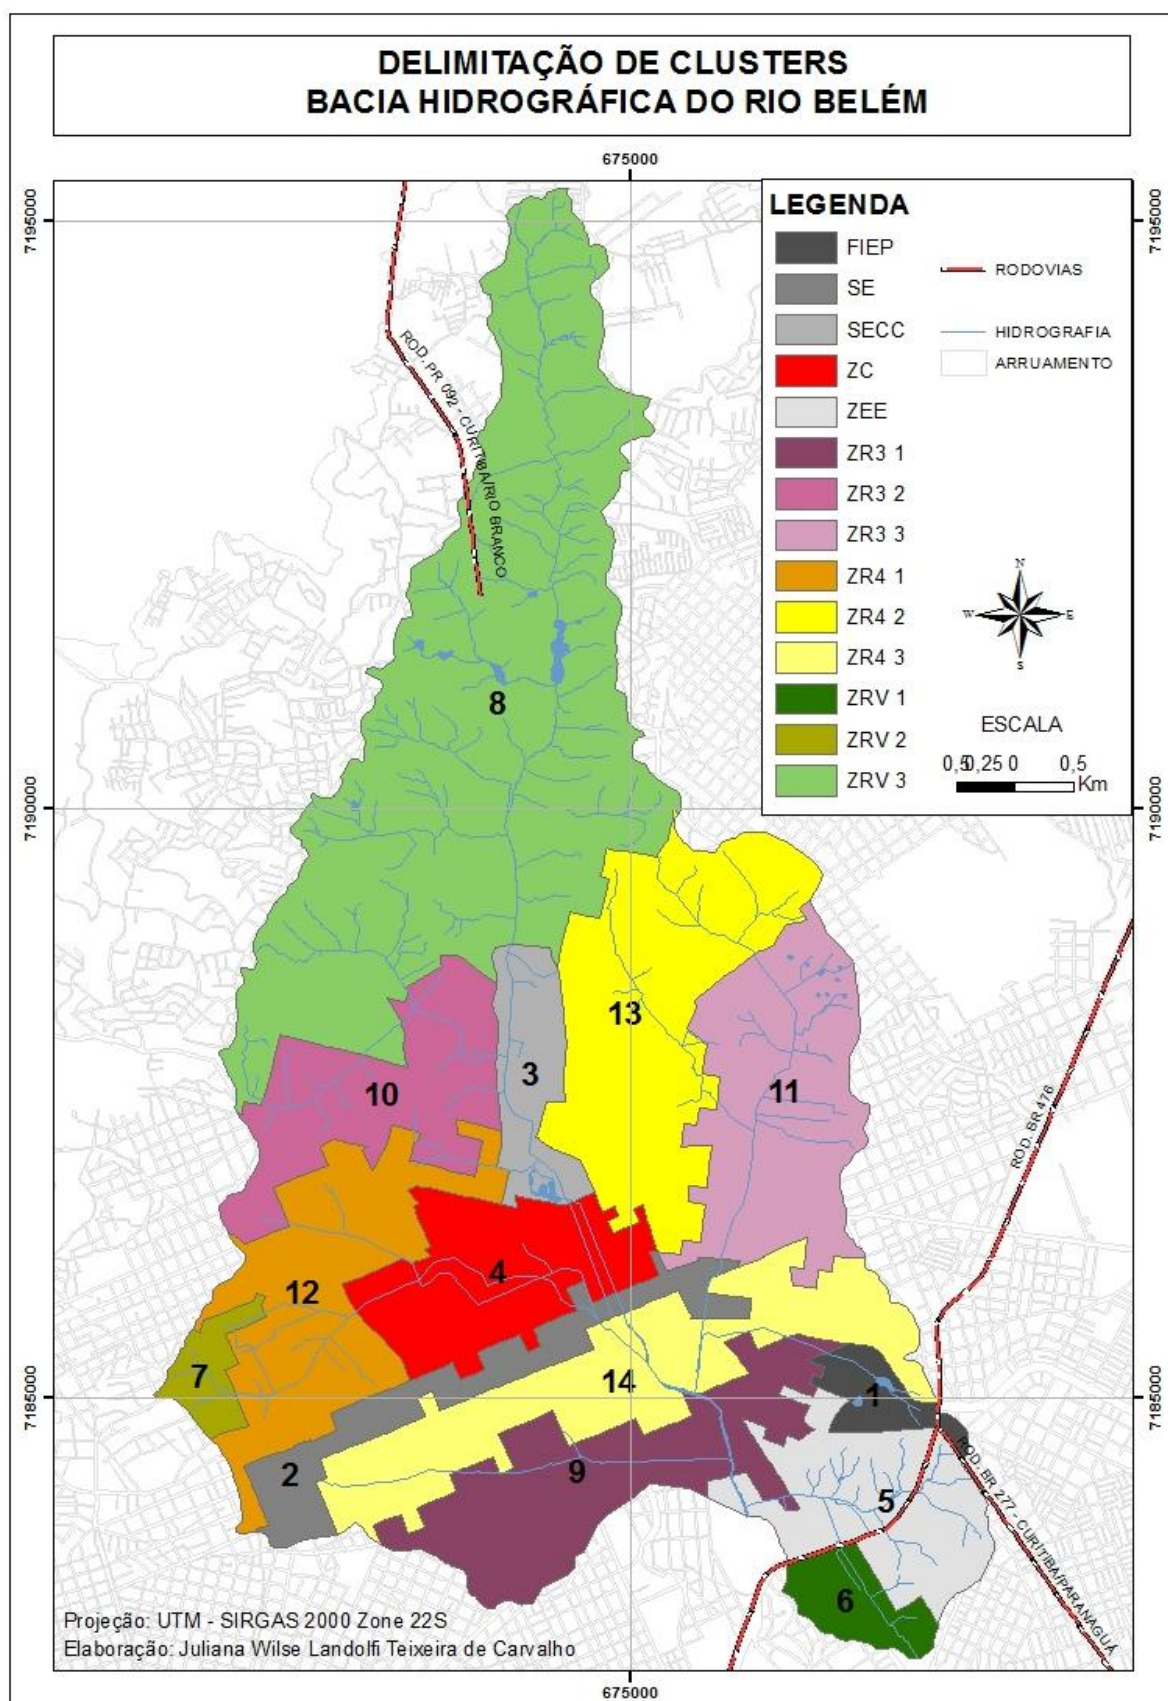 DELIMITAÇÃO DE CLUSTERS
BACIA HIDROGRÁFICA DO RIO BELÉM
675000
7195000
7195000
LEGENDA
FIEP
SE
SECC
ZC
ZEE
ZR3 1
ZR3 2
ZR3 3
ZR4 1
ZR4 2
ZR4 3
ZRV 1
ZRV 2
ZRV 3
RODOVIAS
HIDROGRAFIA
ARRUAMENTO
N
W
E
S
ESCALA
0,5 0,25 0 0,5
Km
ROD. PR 092 - CURITIBA/RIO BRANCO
8
7190000
7190000
13
3
10
11
ROD. BR 476
4
12
7
14
1
7185000
7185000
2
9
5
ROD. BR 277 - CURITIBA/PARANAGUÁ
6
Projeção: UTM - SIRGAS 2000 Zone 22S
Elaboração: Juliana Wilse Landolfi Teixeira de Carvalho
675000